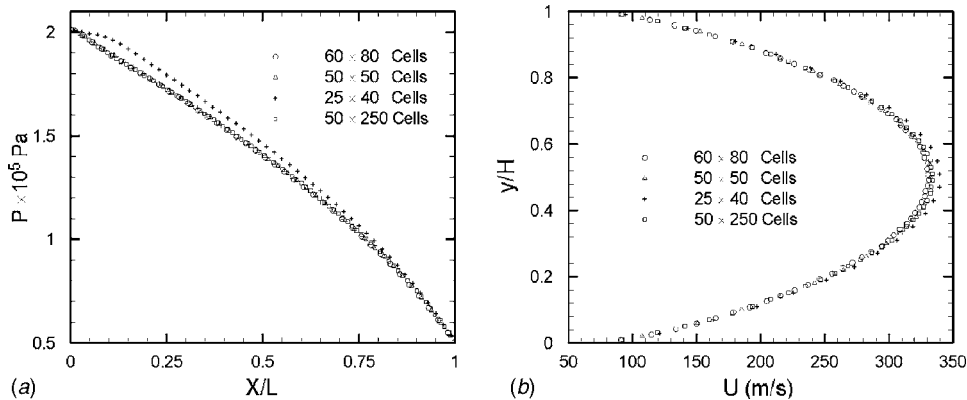 2
1.5
1
0.5
P ×10⁵ Pa
0
0.25
0.5
0.75
1
X/L
60 × 80 Cells
50 × 50 Cells
25 × 40 Cells
50 × 250 Cells
(a)
1
0.8
0.6
0.4
0.2
0
y/H
50
100
150
200
250
300
350
U (m/s)
60 × 80 Cells
50 × 50 Cells
25 × 40 Cells
50 × 250 Cells
(b)